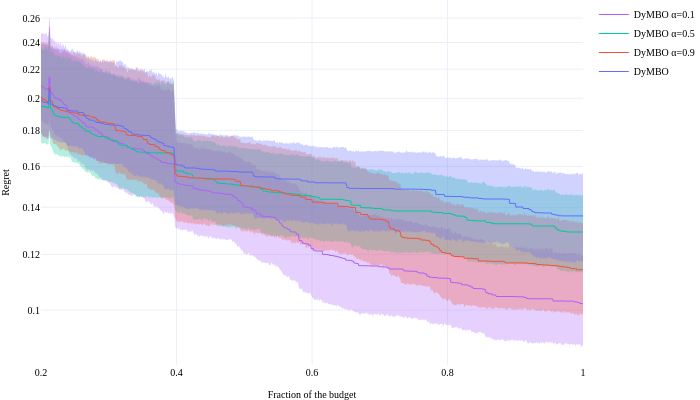 0.26
0.24
0.22
0.2
0.18
0.16
0.14
0.12
0.1
Regret
0.2 0.4 0.6 0.8 1
Fraction of the budget
DyMBO α=0.1
DyMBO α=0.5
DyMBO α=0.9
DyMBO